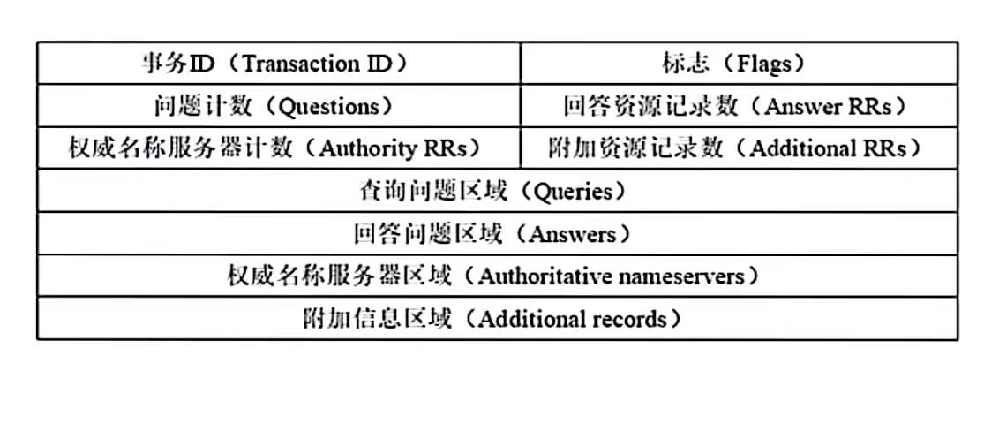 事务ID（Transaction ID）
标志（Flags）
问题计数（Questions）
回答资源记录数（Answer RRs）
权威名称服务器计数（Authority RRs）
附加资源记录数（Additional RRs）
查询问题区域（Queries）
回答问题区域（Answers）
权威名称服务器区域（Authoritative nameservers）
附加信息区域（Additional records）